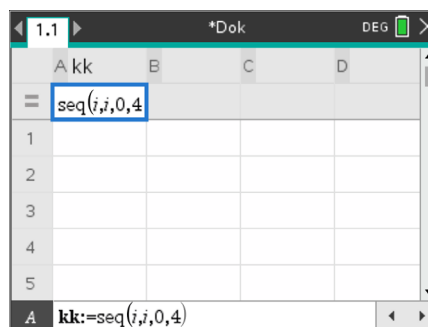 1.1 *Dok DEG
A kk B C D
= seq(i,i,0,4
1
2
3
4
5
A kk:=seq(i,i,0,4)